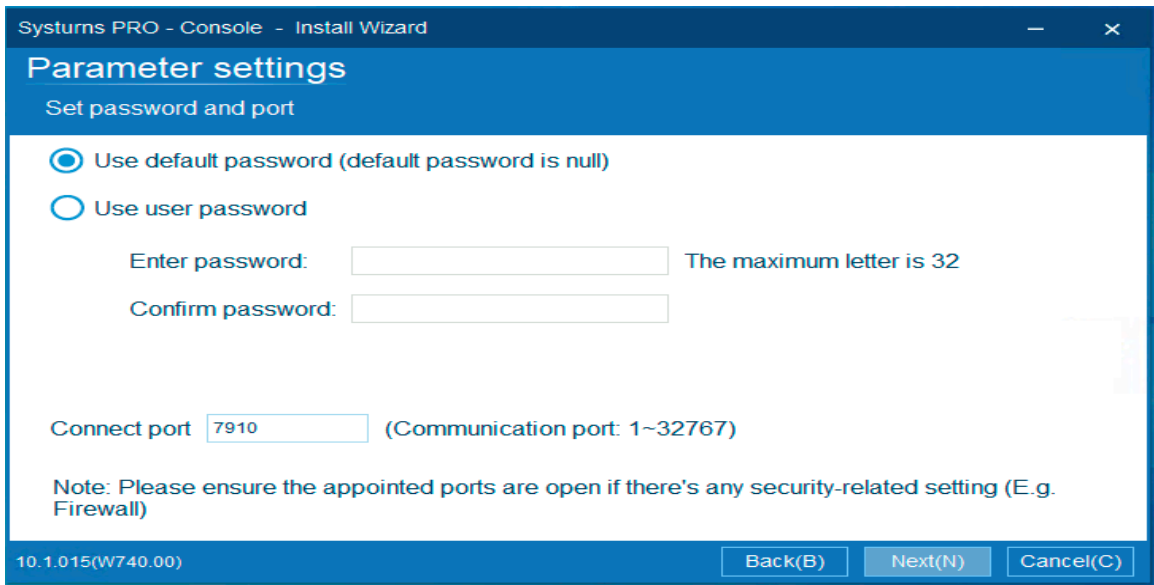 Systurns PRO - Console - Install Wizard
Parameter settings
Set password and port
Use default password (default password is null)
Use user password
Enter password: The maximum letter is 32
Confirm password:
Connect port 7910 (Communication port: 1~32767)
Note: Please ensure the appointed ports are open if there's any security-related setting (E.g.
Firewall)
10.1.015(W740.00) Back(B) Next(N) Cancel(C)